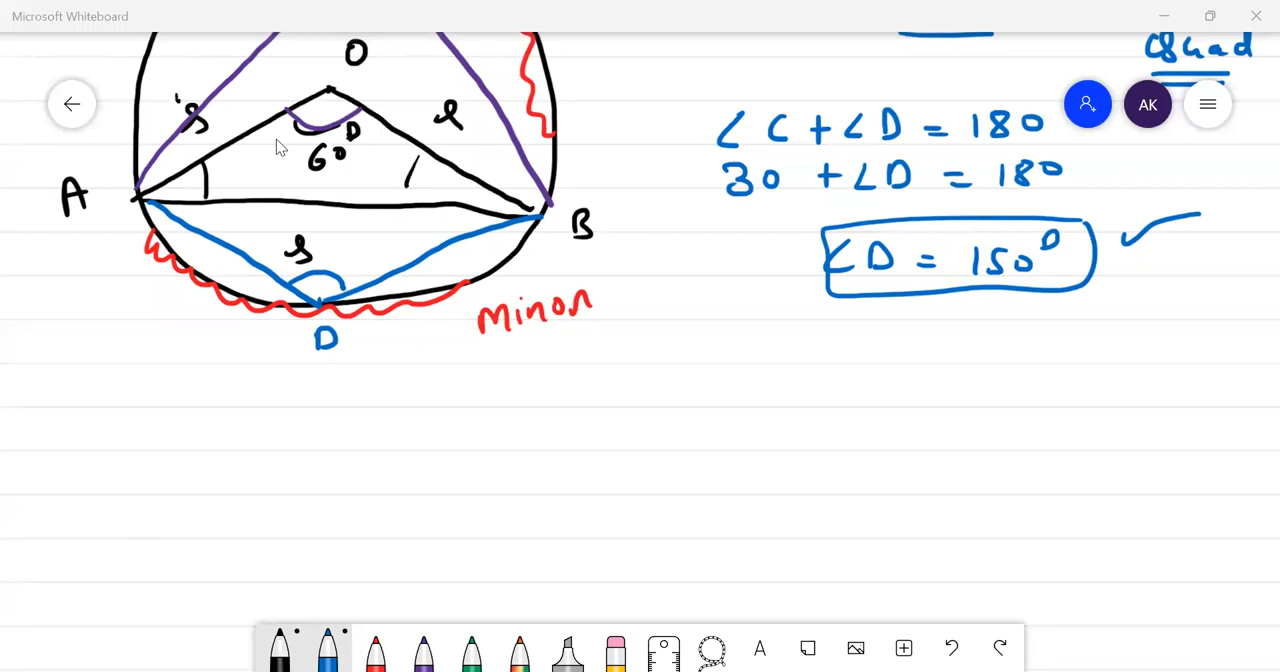 Microsoft Whiteboard
Quad
O
AK
∠C + ∠D = 180
60°
30 + ∠D = 180
A
B
∠D = 150°
Minor
D
A